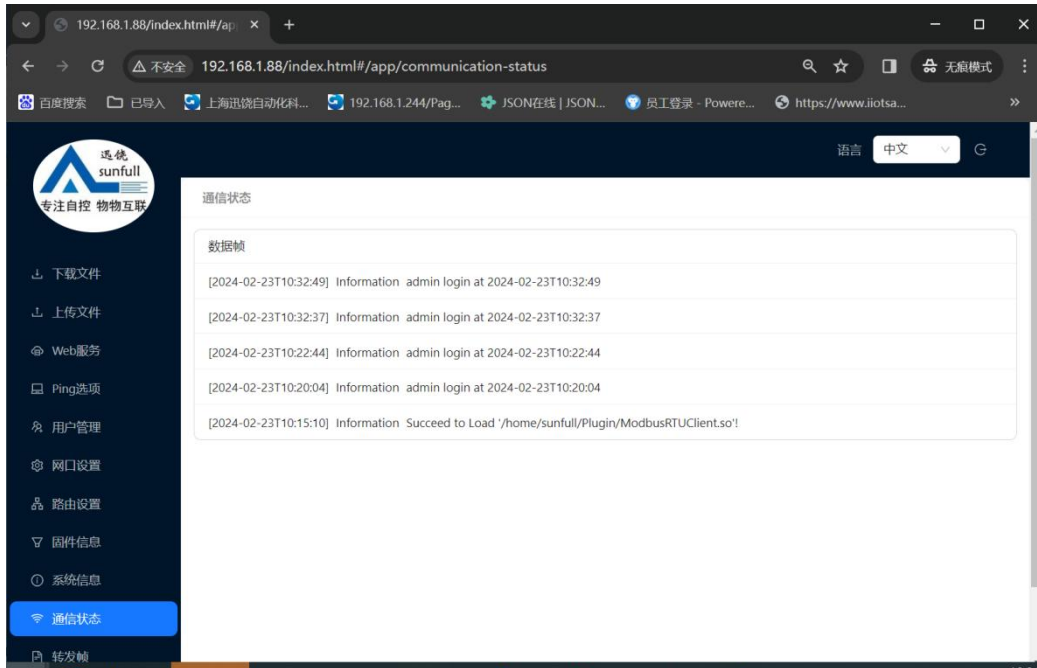 192.168.1.88/index.html#/ap
不安全 192.168.1.88/index.html#/app/communication-status 无痕模式
百度搜索 已导入 上海迅饶自动化科... 192.168.1.244/Pag... JSON在线 | JSON... 员工登录 - Powere... https://www.iiotsa... »
迅饶
sunfull
专注自控 物物互联
语言 中文
通信状态
数据帧
[2024-02-23T10:32:49] Information admin login at 2024-02-23T10:32:49
[2024-02-23T10:32:37] Information admin login at 2024-02-23T10:32:37
[2024-02-23T10:22:44] Information admin login at 2024-02-23T10:22:44
[2024-02-23T10:20:04] Information admin login at 2024-02-23T10:20:04
[2024-02-23T10:15:10] Information Succeed to Load '/home/sunfull/Plugin/ModbusRTUClient.so'!
下载文件
上传文件
Web服务
Ping选项
用户管理
网口设置
路由设置
固件信息
系统信息
通信状态
转发帧